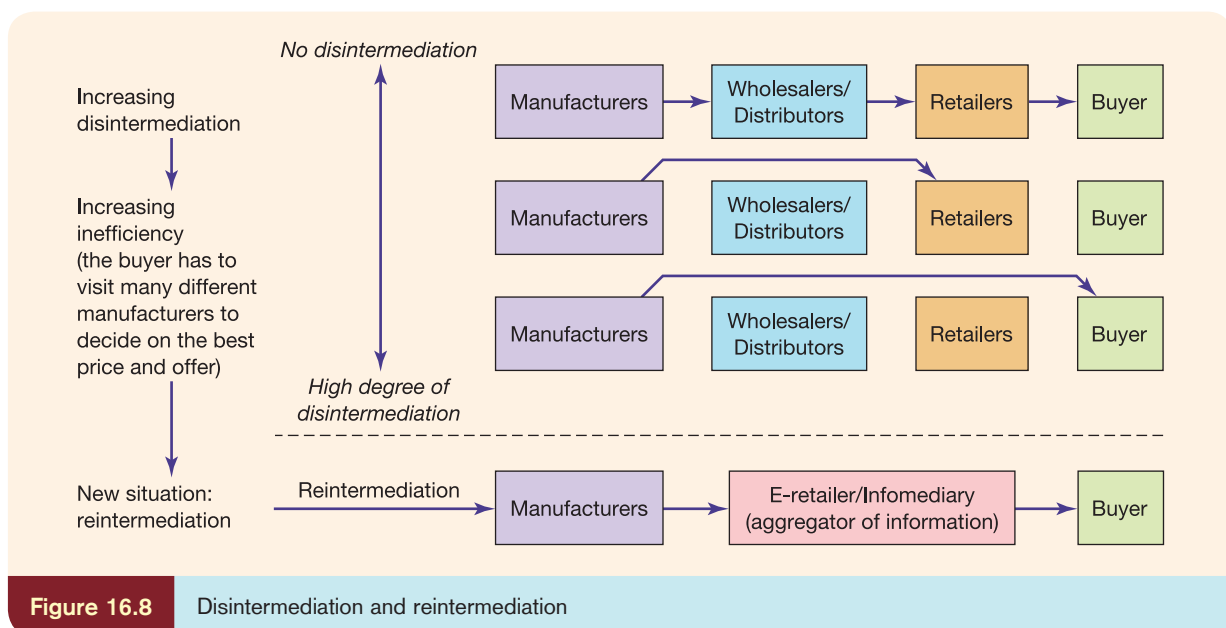 Increasing
disintermediation
Increasing
inefficiency
(the buyer has to
visit many different
manufacturers to
decide on the best
price and offer)
New situation:
reintermediation
No disintermediation
High degree of
disintermediation
Manufacturers
Wholesalers/
Distributors
Retailers
Buyer
Manufacturers
Wholesalers/
Distributors
Retailers
Buyer
Manufacturers
Wholesalers/
Distributors
Retailers
Buyer
Reintermediation
Manufacturers
E-retailer/Infomediary
(aggregator of information)
Buyer
Figure 16.8
Disintermediation and reintermediation